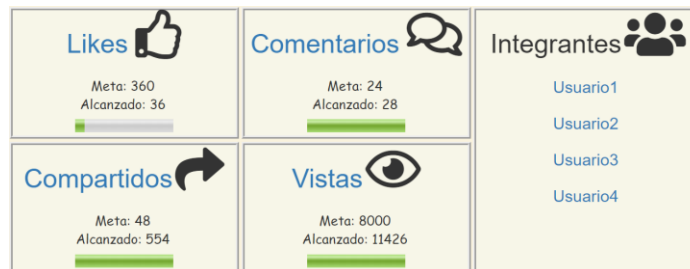 Likes
Meta: 360
Alcanzado: 36
Comentarios
Meta: 24
Alcanzado: 28
Integrantes
Usuario1
Usuario2
Usuario3
Usuario4
Compartidos
Meta: 48
Alcanzado: 554
Vistas
Meta: 8000
Alcanzado: 11426